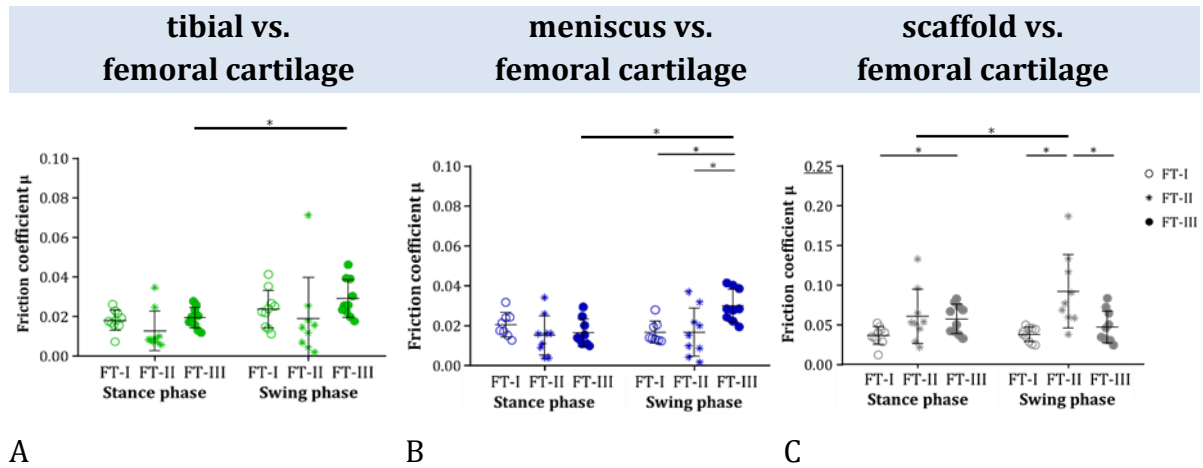 tibial vs.
femoral cartilage
meniscus vs.
femoral cartilage
scaffold vs.
femoral cartilage
*
Friction coefficient μ
0.10
0.08
0.06
0.04
0.02
0.00
FT-I FT-II FT-III FT-I FT-II FT-III
Stance phase Swing phase
A
*
*
*
Friction coefficient μ
0.10
0.08
0.06
0.04
0.02
0.00
FT-I FT-II FT-III FT-I FT-II FT-III
Stance phase Swing phase
B
*
* * *
Friction coefficient μ
0.25
0.20
0.15
0.10
0.05
0.00
FT-I FT-II FT-III FT-I FT-II FT-III
Stance phase Swing phase
C
FT-I
FT-II
FT-III